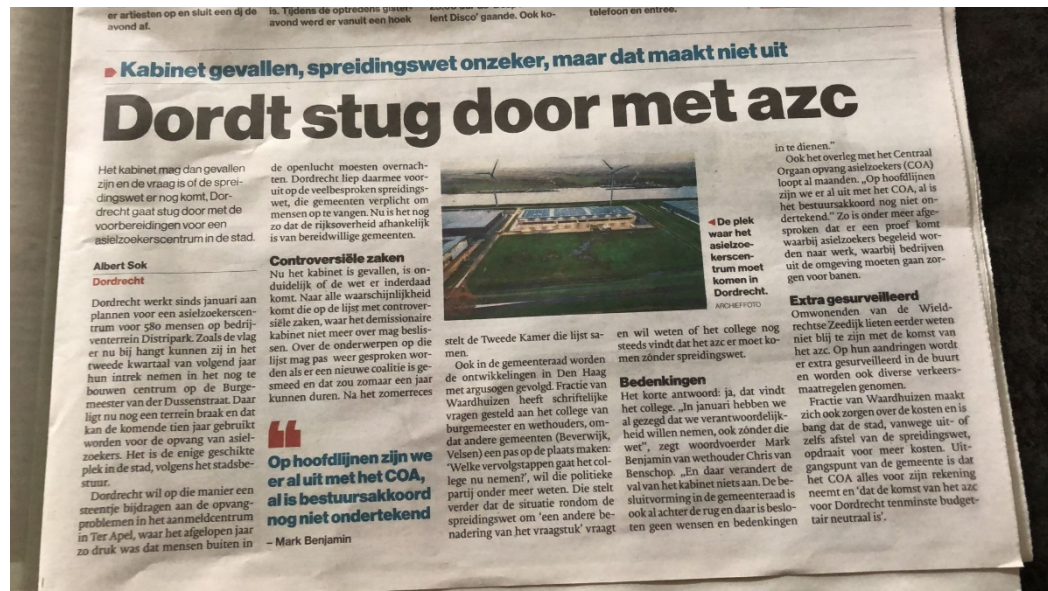 er artiesten op en sluit een dj de
avond af.
is. Tijdens de optredens gister-
avond werd er vanuit een hoek
lent Disco' gaande. Ook ko-
telefoon en entree.
Kabinet gevallen, spreidingswet onzeker, maar dat maakt niet uit
Dordt stug door met azc
Het kabinet mag dan gevallen
zijn en de vraag is of de sprei-
dingswet er nog komt, Dor-
drecht gaat stug door met de
voorbereidingen voor een
asielzoekerscentrum in de stad.
Albert Sok
Dordrecht
Dordrecht werkt sinds januari aan
plannen voor een asielzoekerscen-
trum voor 580 mensen op bedrij-
venterrein Distripark. Zoals de vlag
er nu bij hangt kunnen zij in het
tweede kwartaal van volgend jaar
hun intrek nemen in het nog te
bouwen centrum op de Burge-
meester van der Dussenstraat. Daar
ligt nu nog een terrein braak en dat
kan de komende tien jaar gebruikt
worden voor de opvang van asiel-
zoekers. Het is de enige geschikte
plek in de stad, volgens het stadsbe-
stuur.
Dordrecht wil op die manier een
steentje bijdragen aan de opvang-
problemen in het aanmeldcentrum
in Ter Apel, waar het afgelopen jaar
zo druk was dat mensen buiten in
de openlucht moesten overnach-
ten. Dordrecht liep daarmee voor-
uit op de veelbesproken spreidings-
wet, die gemeenten verplicht om
mensen op te vangen. Nu is het nog
zo dat de rijksoverheid afhankelijk
is van bereidwillige gemeenten.
Controversiële zaken
Nu het kabinet is gevallen, is on-
duidelijk of de wet er inderdaad
komt. Naar alle waarschijnlijkheid
komt die op de lijst met controver-
siële zaken, waar het demissionaire
kabinet niet meer over mag beslis-
sen. Over de onderwerpen op die
lijst mag pas weer gesproken wor-
den als er een nieuwe coalitie is ge-
smeed en dat zou zomaar een jaar
kunnen duren. Na het zomerreces
Op hoofdlijnen zijn we
er al uit met het COA,
al is bestuursakkoord
nog niet ondertekend
– Mark Benjamin
De plek
waar het
asielzoe-
kerscen-
trum moet
komen in
Dordrecht.
ARCHIEFFOTO
stelt de Tweede Kamer die lijst sa-
men.
Ook in de gemeenteraad worden
de ontwikkelingen in Den Haag
met argusogen gevolgd. Fractie van
Waardhuizen heeft schriftelijke
vragen gesteld aan het college van
burgemeester en wethouders, om-
dat andere gemeenten (Beverwijk,
Velsen) een pas op de plaats maken:
'Welke vervolgstappen gaat het col-
lege nu nemen?', wil die politieke
partij onder meer weten. Die stelt
verder dat de situatie rondom de
spreidingswet om 'een andere be-
nadering van het vraagstuk' vraagt
en wil weten of het college nog
steeds vindt dat het azc er moet ko-
men zónder spreidingswet.
Bedenkingen
Het korte antwoord: ja, dat vindt
het college. „In januari hebben we
al gezegd dat we verantwoordelijk-
heid willen nemen, ook zónder die
wet", zegt woordvoerder Mark
Benjamin van wethouder Chris van
Benschop. „En daar verandert de
val van het kabinet niets aan. De be-
sluitvorming in de gemeenteraad is
ook al achter de rug en daar is beslo-
ten geen wensen en bedenkingen
in te dienen."
Ook het overleg met het Centraal
Orgaan opvang asielzoekers (COA)
loopt al maanden. „Op hoofdlijnen
zijn we er al uit met het COA, al is
het bestuursakkoord nog niet on-
dertekend." Zo is onder meer afge-
sproken dat er een proef komt
waarbij asielzoekers begeleid wor-
den naar werk, waarbij bedrijven
uit de omgeving moeten gaan zor-
gen voor banen.
Extra gesurveilleerd
Omwonenden van de Wield-
rechtse Zeedijk lieten eerder weten
niet blij te zijn met de komst van
het azc. Op hun aandringen wordt
er extra gesurveilleerd in de buurt
en worden ook diverse verkeers-
maatregelen genomen.
Fractie van Waardhuizen maakt
zich ook zorgen over de kosten en is
bang dat de stad, vanwege uit- of
zelfs afstel van de spreidingswet,
opdraait voor meer kosten. Uit-
gangspunt van de gemeente is dat
het COA alles voor zijn rekening
neemt en 'dat de komst van het azc
voor Dordrecht tenminste budget-
tair neutraal is'.